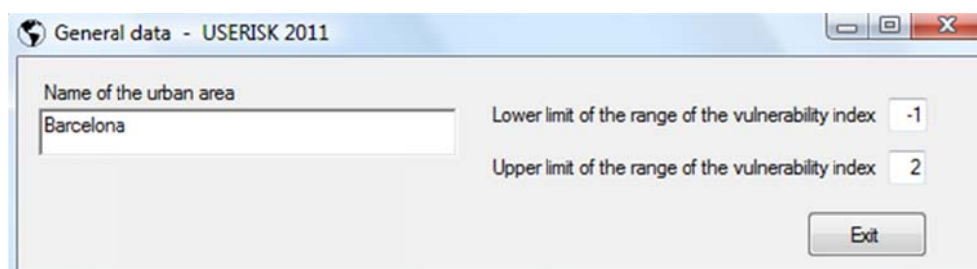 General data - USERISK 2011
Name of the urban area
Barcelona
Lower limit of the range of the vulnerability index -1
Upper limit of the range of the vulnerability index 2
Exit